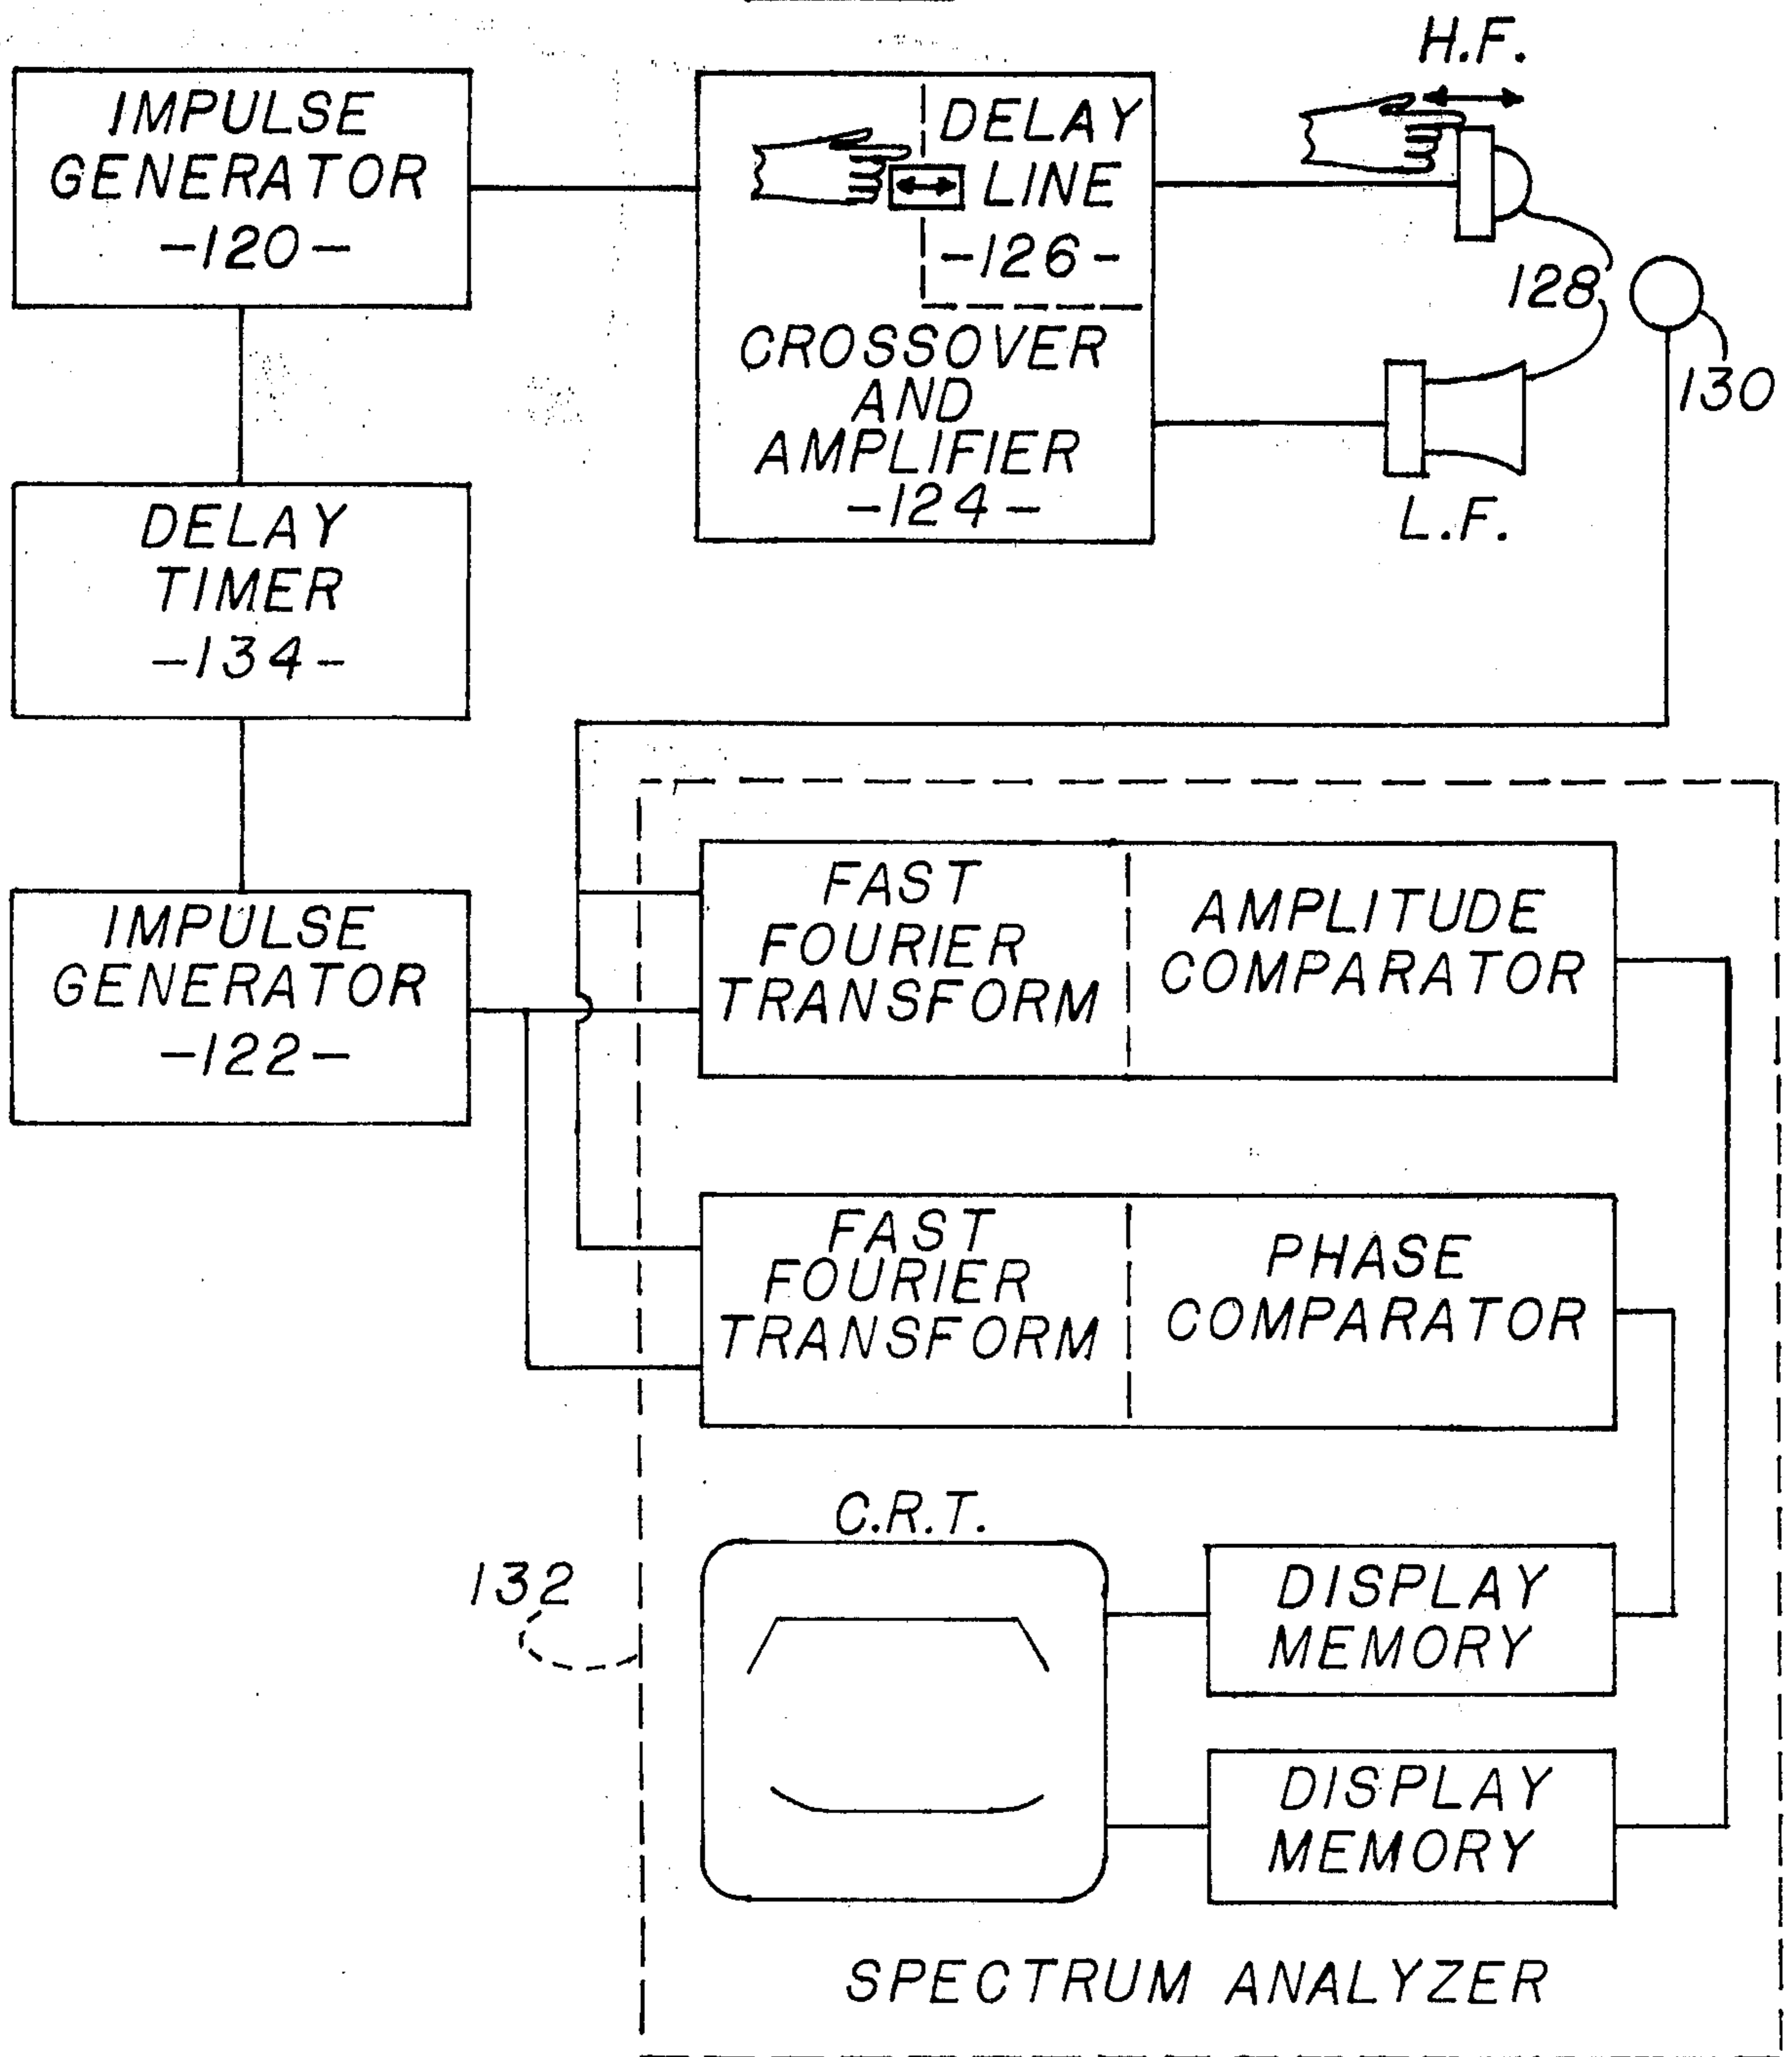 H.F.
IMPULSE
GENERATOR
-120-
DELAY
LINE
-126-
CROSSOVER
AND
AMPLIFIER
-124-
128
130
L.F.
DELAY
TIMER
-134-
IMPULSE
GENERATOR
-122-
FAST
FOURIER
TRANSFORM
AMPLITUDE
COMPARATOR
FAST
FOURIER
TRANSFORM
PHASE
COMPARATOR
C.R.T.
132
DISPLAY
MEMORY
DISPLAY
MEMORY
SPECTRUM ANALYZER